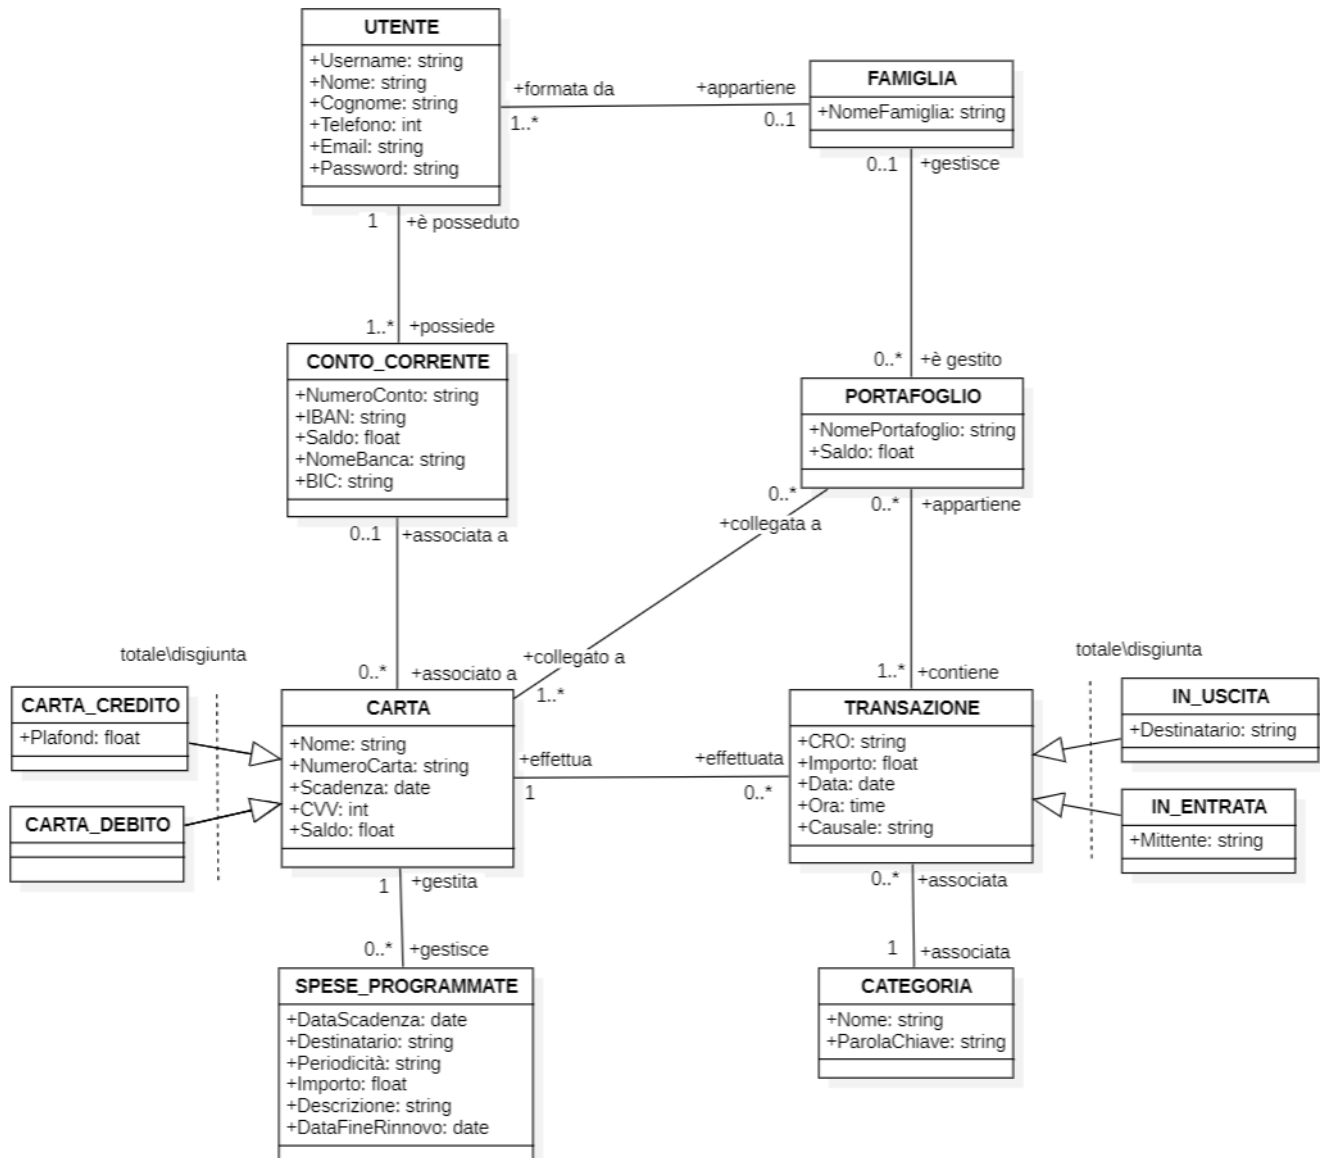 UTENTE
+Username: string
+Nome: string
+Cognome: string
+Telefono: int
+Email: string
+Password: string
+formata da
1..*
+appartiene
0..1
FAMIGLIA
+NomeFamiglia: string
0..1
+gestisce
1
+è posseduto
1..*
+possiede
CONTO_CORRENTE
+NumeroConto: string
+IBAN: string
+Saldo: float
+NomeBanca: string
+BIC: string
0..*
+è gestito
PORTAFOGLIO
+NomePortafoglio: string
+Saldo: float
0..*
+collegata a
0..*
+appartiene
0..1
+associata a
0..*
+associato a
+collegato a
1..*
1..*
+contiene
totale\disgiunta
CARTA_CREDITO
+Plafond: float
CARTA_DEBITO
CARTA
+Nome: string
+NumeroCarta: string
+Scadenza: date
+CVV: int
+Saldo: float
+effettua
1
+effettuata
0..*
TRANSAZIONE
+CRO: string
+Importo: float
+Data: date
+Ora: time
+Causale: string
totale\disgiunta
IN_USCITA
+Destinatario: string
IN_ENTRATA
+Mittente: string
1
+gestita
0..*
+gestisce
SPESE_PROGRAMMATE
+DataScadenza: date
+Destinatario: string
+Periodicità: string
+Importo: float
+Descrizione: string
+DataFineRinnovo: date
0..*
+associata
1
+associata
CATEGORIA
+Nome: string
+ParolaChiave: string